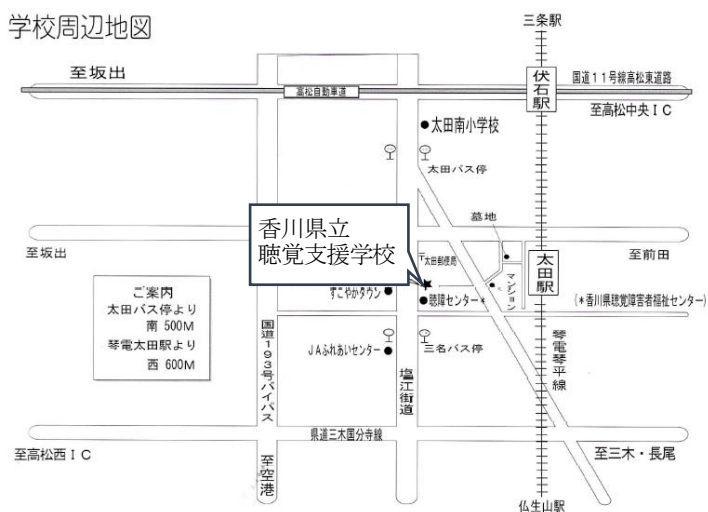 学校周辺地図
三条駅
至坂出
伏石駅
国道11号線高松東道路
高松自動車道
至高松中央IC
太田南小学校
太田バス停
墓地
香川県立
聴覚支援学校
至坂出
〒太田郵便局
太田駅
至前田
マンション
すこやかタウン
聴障センター*
(*香川県聴覚障害者福祉センター)
ご案内
太田バス停より
南 500M
琴電太田駅より
西 600M
国道193号バイパス
JAふれあいセンター
三名バス停
塩江街道
琴電琴平線
県道三木国分寺線
至高松西IC
至空港
至三木・長尾
仏生山駅